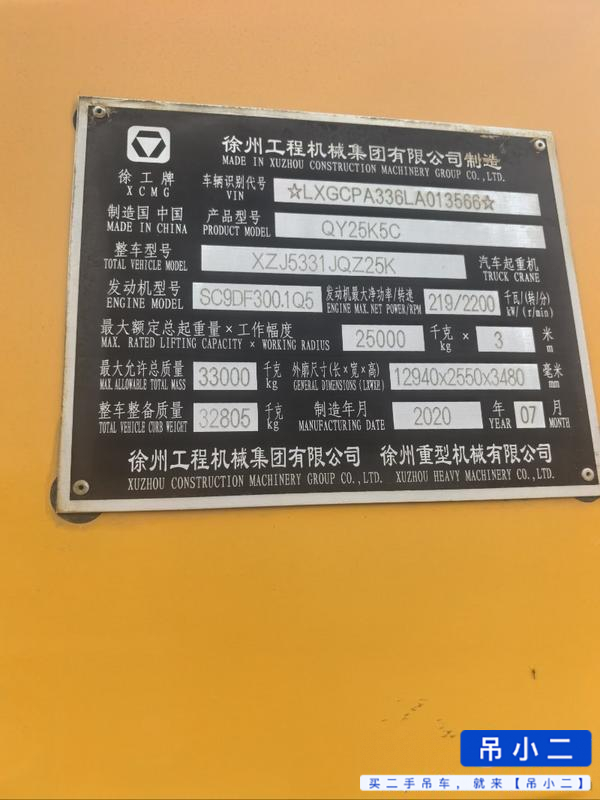 徐州工程机械集团有限公司制造
MADE IN XUZHOU CONSTRUCTION MACHINERY GROUP CO.,LTD.
徐工牌
XCMG
车辆识别代号
VIN
☆LXGCPA336LA013566☆
制造国 中国
MADE IN CHINA
产品型号
PRODUCT MODEL
QY25K5C
整车型号
TOTAL VEHICLE MODEL
XZJ5331JQZ25K
汽车起重机
TRUCK CRANE
发动机型号
ENGINE MODEL
SC9DF300.1Q5
发动机最大净功率/转速
ENGINE MAX.NET POWER/RPM
219/2200
千瓦/(转/分)
kW/(r/min)
最大额定总起重量×工作幅度
MAX. RATED LIFTING CAPACITY × WORKING RADIUS
25000
千克
kg
×
3
米
m
最大允许总质量
MAX. ALLOWABLE TOTAL MASS
33000
千克
kg
外廓尺寸(长×宽×高)
GENERAL DIMENSIONS (LXWXH)
12940x2550x3480
毫米
mm
整车整备质量
TOTAL VEHICLE CURB WEIGHT
32805
千克
kg
制造年月
MANUFACTURING DATE
2020
年
YEAR
07
月
MONTH
徐州工程机械集团有限公司 徐州重型机械有限公司
XUZHOU CONSTRUCTION MACHINERY GROUP CO.,LTD. XUZHOU HEAVY MACHINERY CO.,LTD.
吊小二
买二手吊车，就来【吊小二】